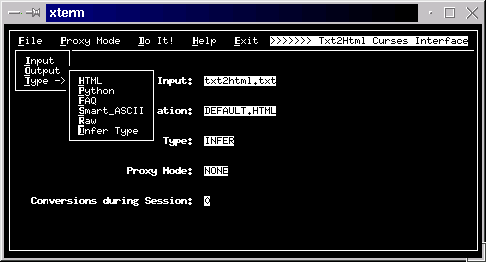 xterm
File Proxy Mode Do It! Help Exit >>>>>>> Txt2Html Curses Interface
Input
Output
Type ->
HTML
Python
FAQ
Smart_ASCII
Raw
Infer Type
Input: txt2html.txt
ation: DEFAULT.HTML
Type: INFER
Proxy Mode: NONE
Conversions during Session: 0